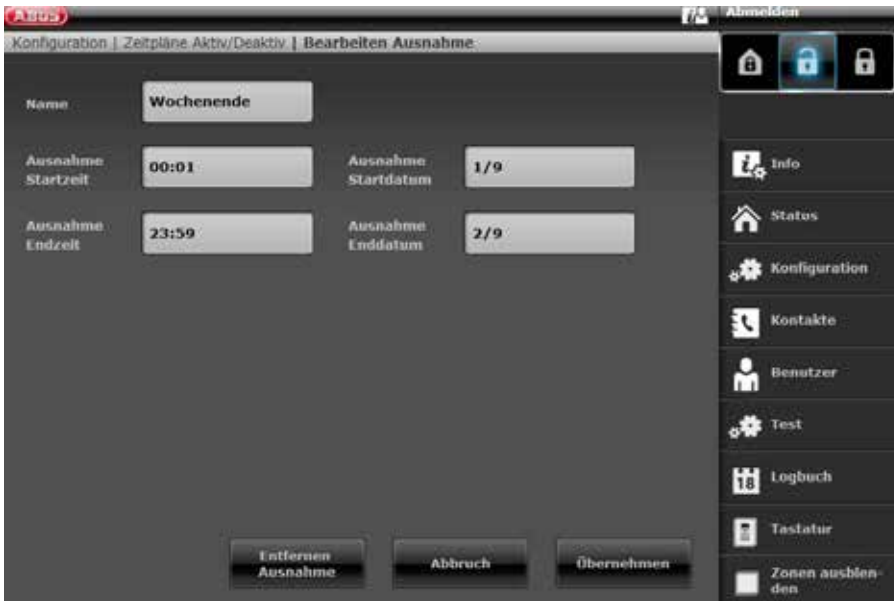 ABUS
Abmelden
Konfiguration | Zeitpläne Aktiv/Deaktiv | Bearbeiten Ausnahme
Name
Wochenende
Ausnahme
Startzeit
00:01
Ausnahme
Startdatum
1/9
Ausnahme
Endzeit
23:59
Ausnahme
Enddatum
2/9
Entfernen
Ausnahme
Abbruch
Übernehmen
Info
Status
Konfiguration
Kontakte
Benutzer
Test
18
Logbuch
Tastatur
Zonen ausblen-
den